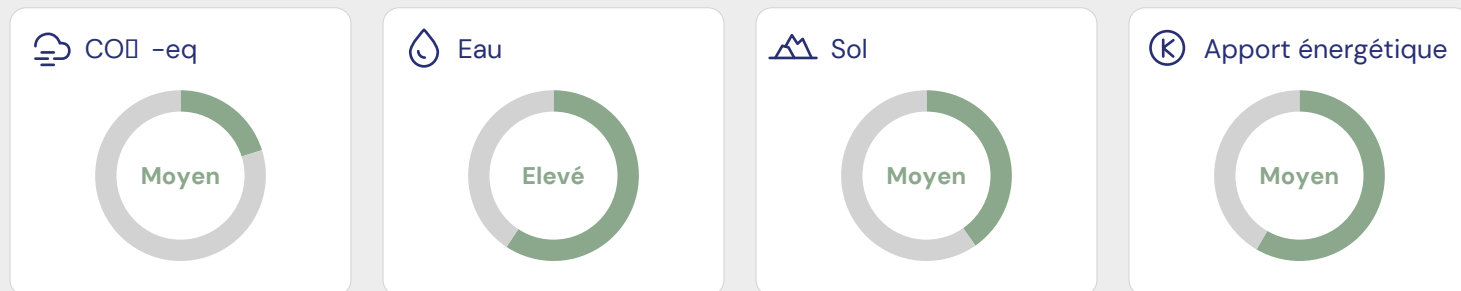 CO▯ -eq
Moyen
Eau
Elevé
Sol
Moyen
Apport énergétique
Moyen